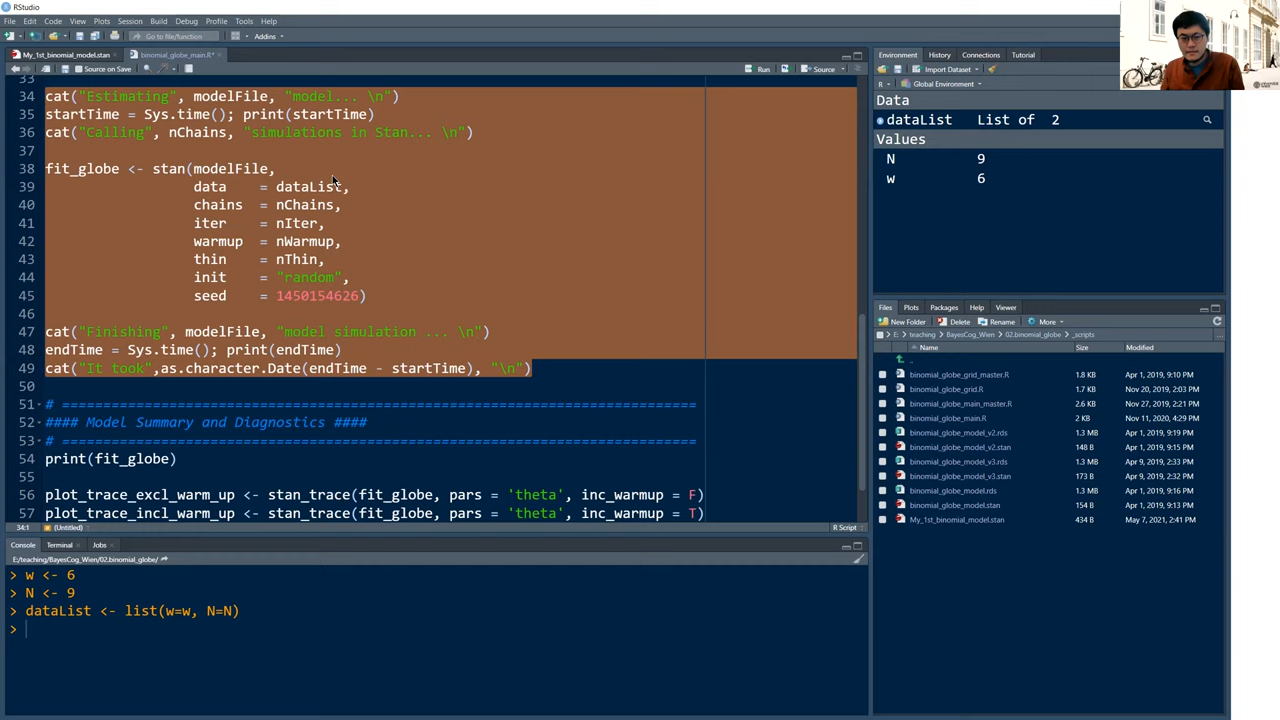 RStudio
File Edit Code View Plots Session Build Debug Profile Tools Help
Go to file/function
Addins
My_1st_binomial_model.stan
binomial_globe_main.R*
Source on Save
Run
Source
33
34 cat("Estimating", modelFile, "model... \n")
35 startTime = Sys.time(); print(startTime)
36 cat("Calling", nChains, "simulations in Stan... \n")
37
38 fit_globe <- stan(modelFile,
39 data = dataList,
40 chains = nChains,
41 iter = nIter,
42 warmup = nWarmup,
43 thin = nThin,
44 init = "random",
45 seed = 1450154626)
46
47 cat("Finishing", modelFile, "model simulation ... \n")
48 endTime = Sys.time(); print(endTime)
49 cat("It took",as.character.Date(endTime - startTime), "\n")
50
51 # =============================================================================
52 #### Model Summary and Diagnostics ####
53 # =============================================================================
54 print(fit_globe)
55
56 plot_trace_excl_warm_up <- stan_trace(fit_globe, pars = 'theta', inc_warmup = F)
57 plot_trace_incl_warm_up <- stan_trace(fit_globe, pars = 'theta', inc_warmup = T)
34:1 (Untitled) R Script
Console Terminal Jobs
E:/teaching/BayesCog_Wien/02.binomial_globe/
> w <- 6
> N <- 9
> dataList <- list(w=w, N=N)
>
Environment History Connections Tutorial
Import Dataset
R Global Environment
Data
dataList List of 2
Values
N 9
w 6
Files Plots Packages Help Viewer
New Folder Delete Rename More
E: teaching BayesCog_Wien 02.binomial_globe _scripts
Name Size Modified
..
binomial_globe_grid_master.R 1.8 KB Apr 1, 2019, 9:10 PM
binomial_globe_grid.R 1.7 KB Nov 20, 2019, 2:03 PM
binomial_globe_main_master.R 2.6 KB Nov 27, 2019, 2:21 PM
binomial_globe_main.R 2 KB Nov 11, 2020, 4:29 PM
binomial_globe_model_v2.rds 1.3 MB Apr 1, 2019, 9:19 PM
binomial_globe_model_v2.stan 148 B Apr 1, 2019, 9:15 PM
binomial_globe_model_v3.rds 1.3 MB Apr 9, 2019, 2:33 PM
binomial_globe_model_v3.stan 173 B Apr 9, 2019, 2:32 PM
binomial_globe_model.rds 1.3 MB Apr 1, 2019, 9:16 PM
binomial_globe_model.stan 154 B Apr 1, 2019, 9:07 PM
My_1st_binomial_model.stan 434 B May 7, 2021, 2:41 PM